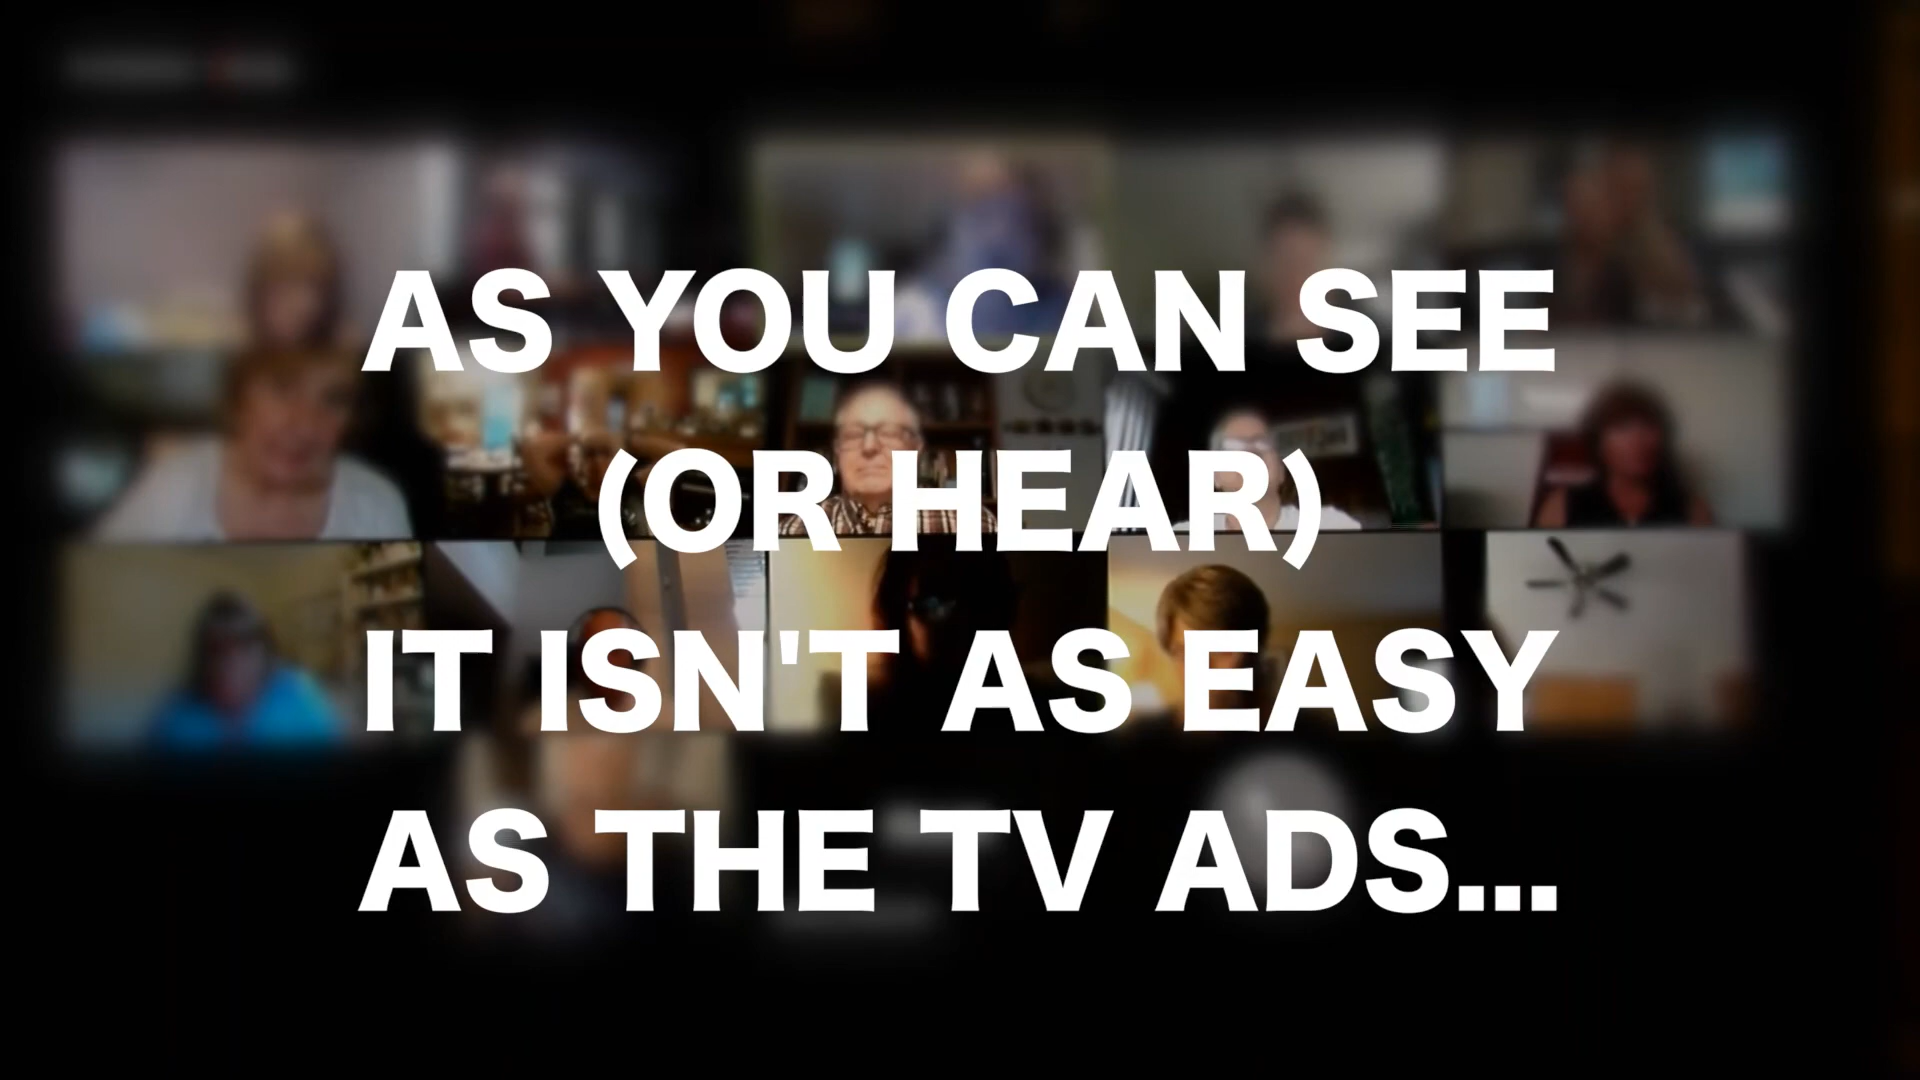 AS YOU CAN SEE
(OR HEAR)
IT ISN'T AS EASY
AS THE TV ADS...